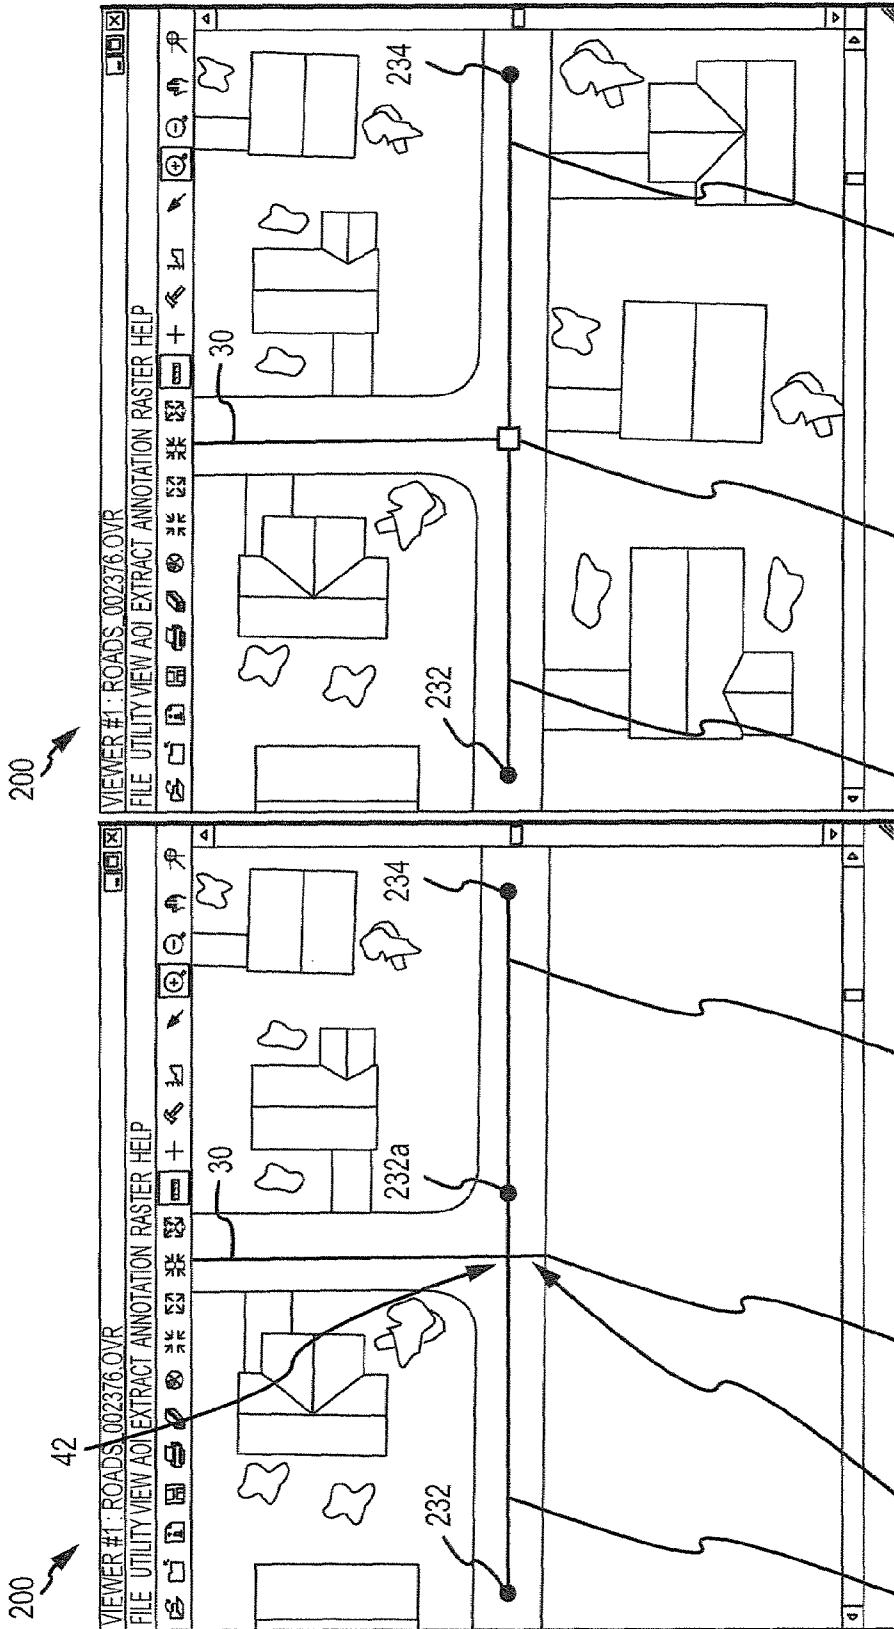 200
42
VIEWER #1 : ROADS_002376.OVR
FILE UTILITY VIEW AOI EXTRACT ANNOTATION RASTER HELP
30
232
232a
234
200
VIEWER #1 : ROADS_002376.OVR
FILE UTILITY VIEW AOI EXTRACT ANNOTATION RASTER HELP
30
232
234